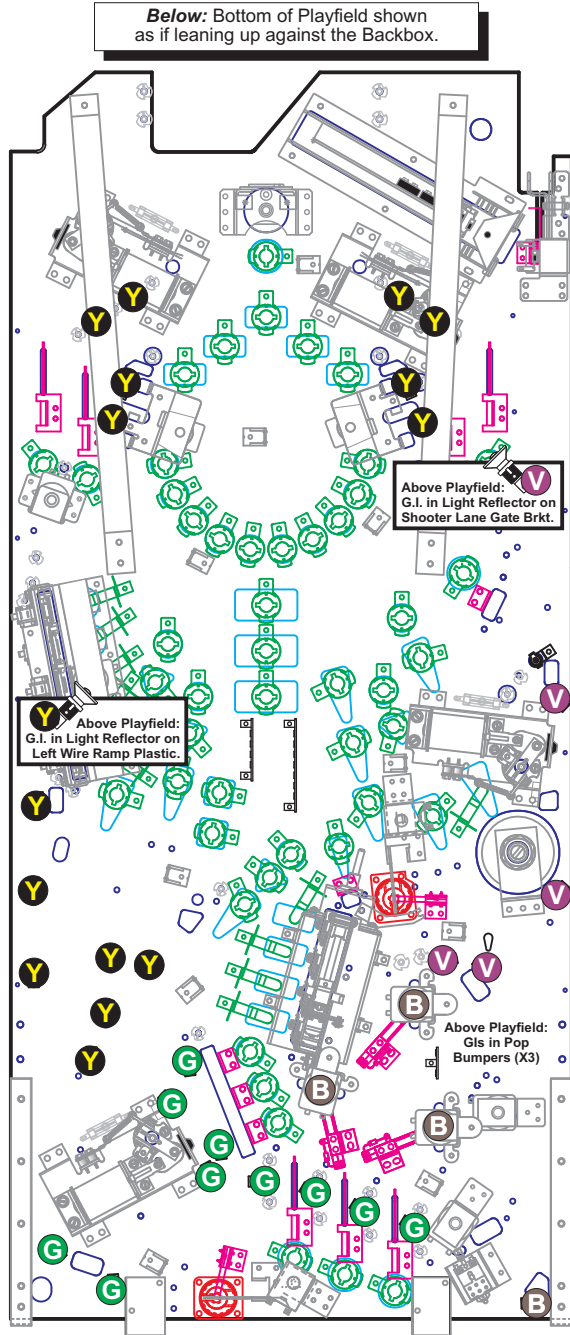 Below: Bottom of Playfield shown
as if leaning up against the Backbox.
Y
Y
Y
Y
Y
Y
Y
Y
V
Above Playfield:
G.I. in Light Reflector on
Shooter Lane Gate Brkt.
V
Y
Above Playfield:
G.I. in Light Reflector on
Left Wire Ramp Plastic.
Y
Y
V
Y
Y
Y
V
V
Y
B
Y
Above Playfield:
GIs in Pop
Bumpers (X3)
Y
G
B
G
B
G
G
G
G
G
G
G
G
B